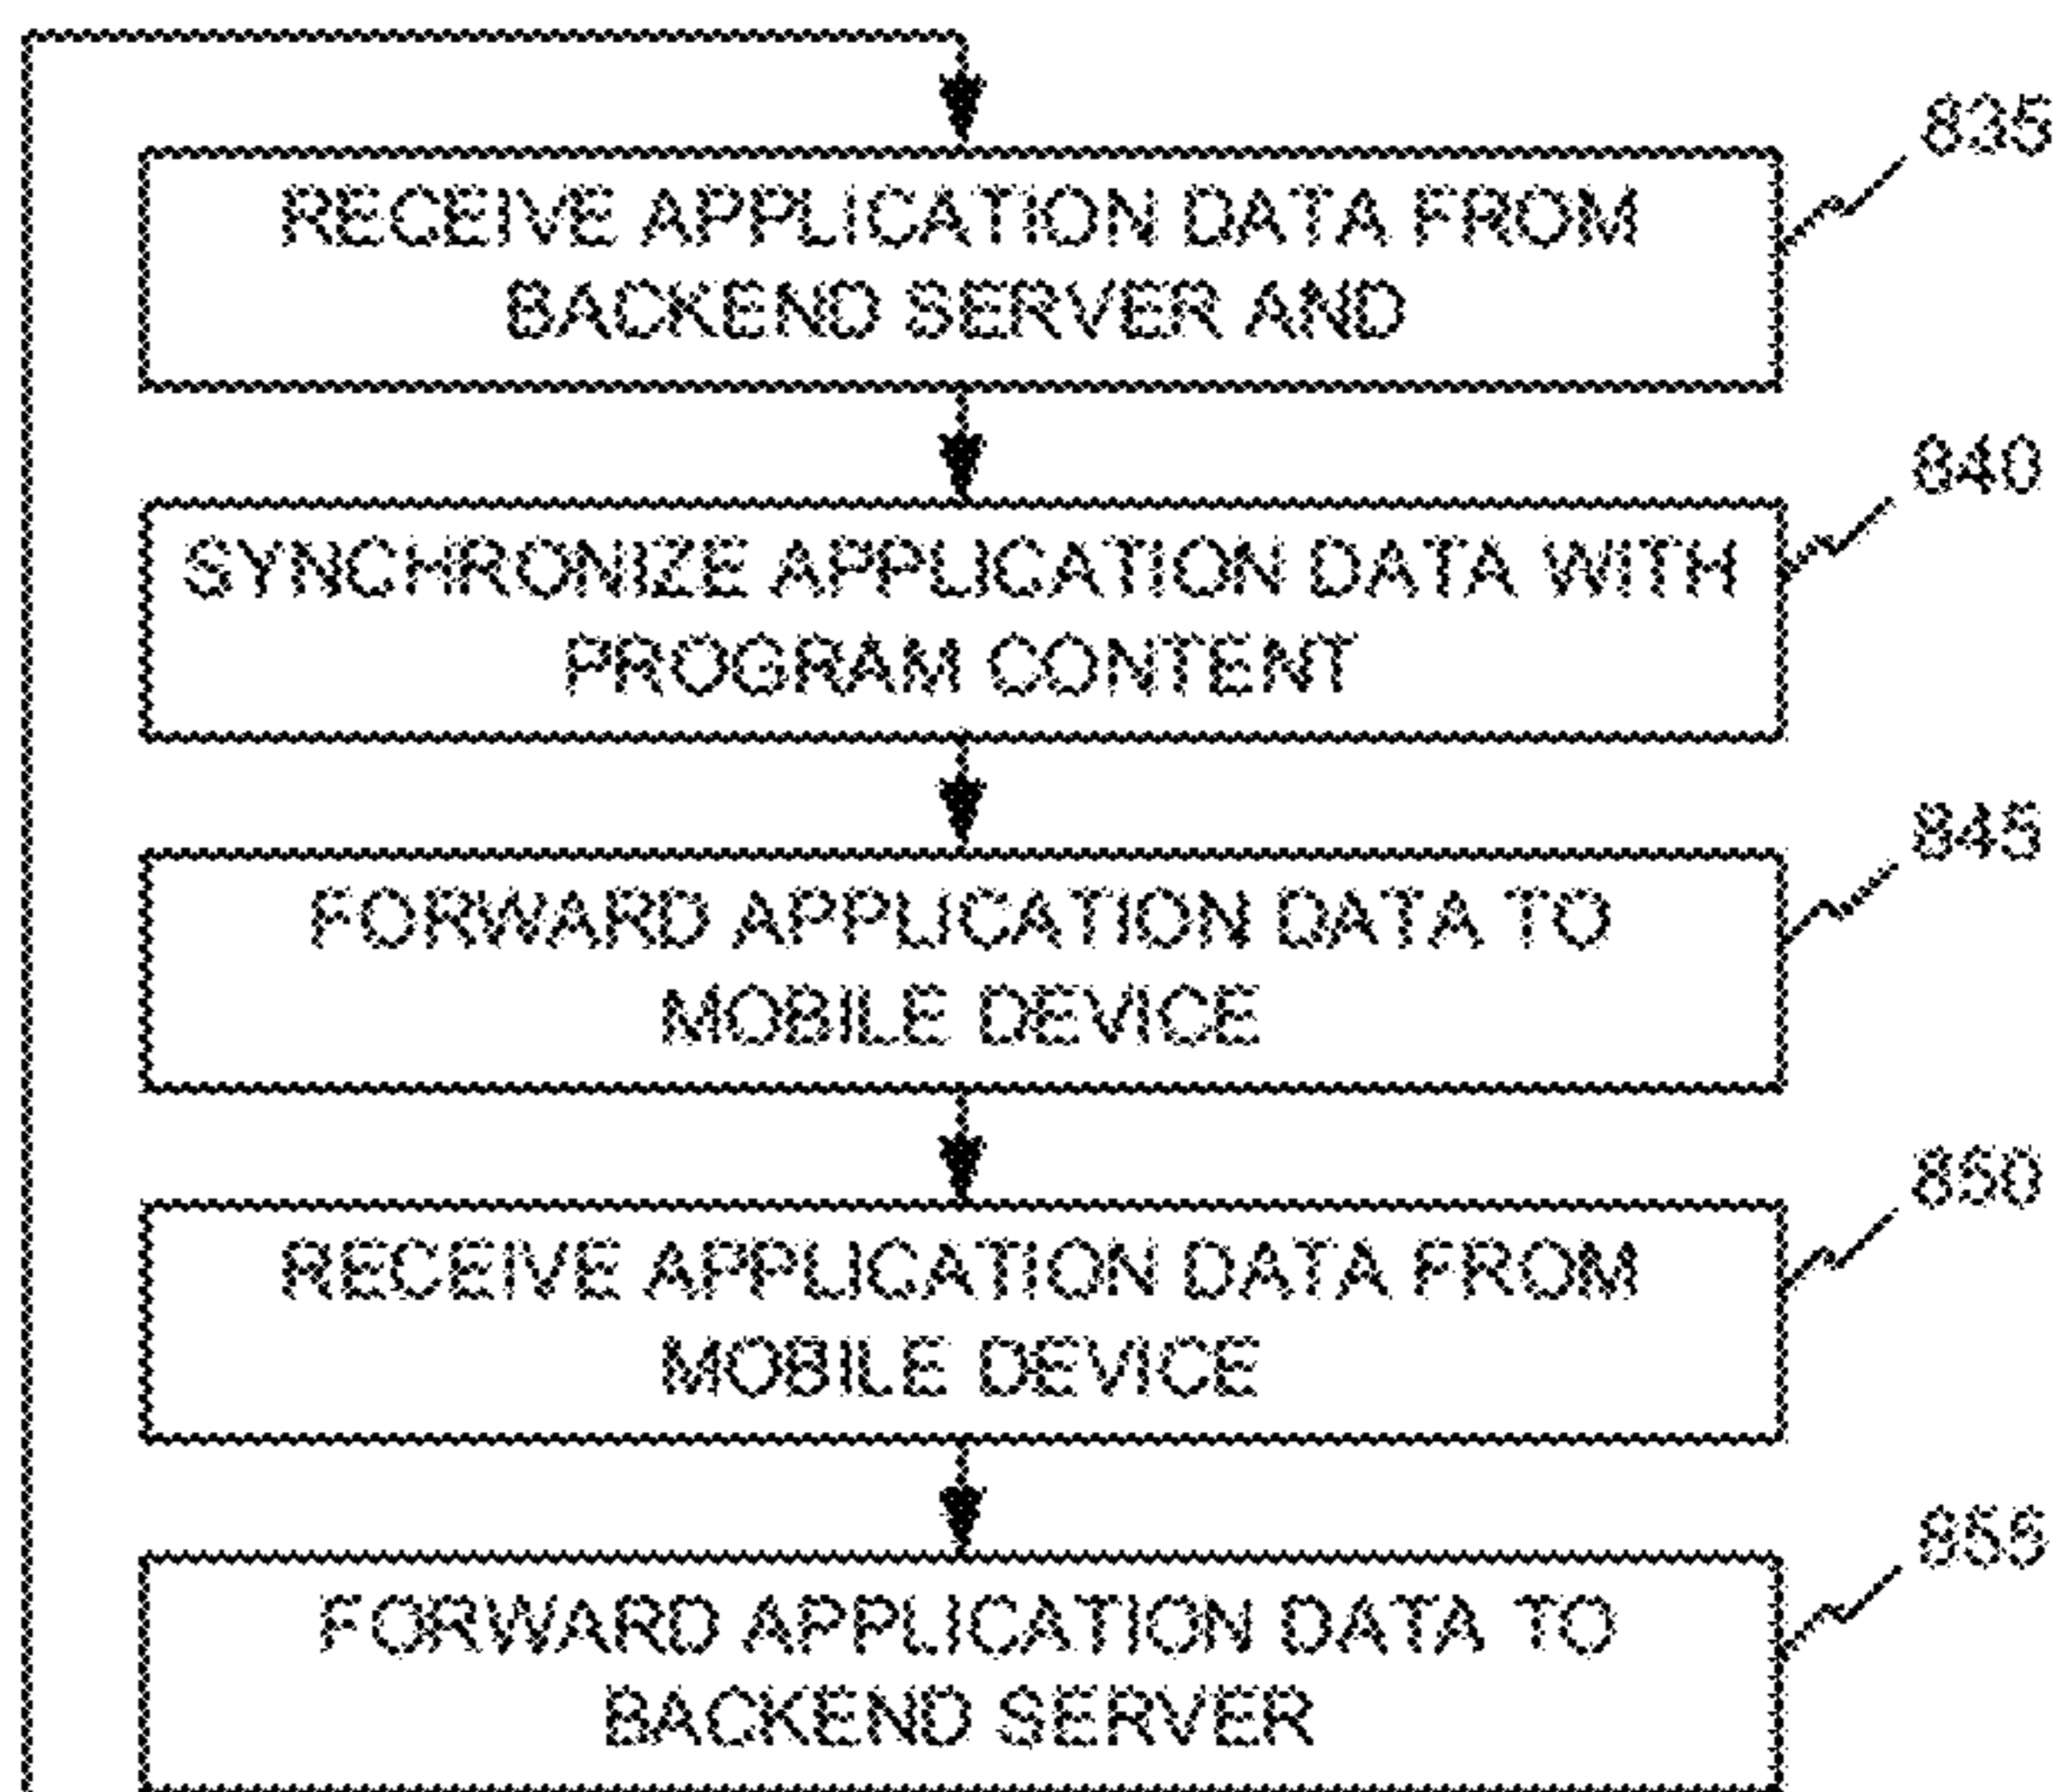 835
RECEIVE APPLICATION DATA FROM
BACKEND SERVER AND
840
SYNCHRONIZE APPLICATION DATA WITH
PROGRAM CONTENT
845
FORWARD APPLICATION DATA TO
MOBILE DEVICE
850
RECEIVE APPLICATION DATA FROM
MOBILE DEVICE
855
FORWARD APPLICATION DATA TO
BACKEND SERVER